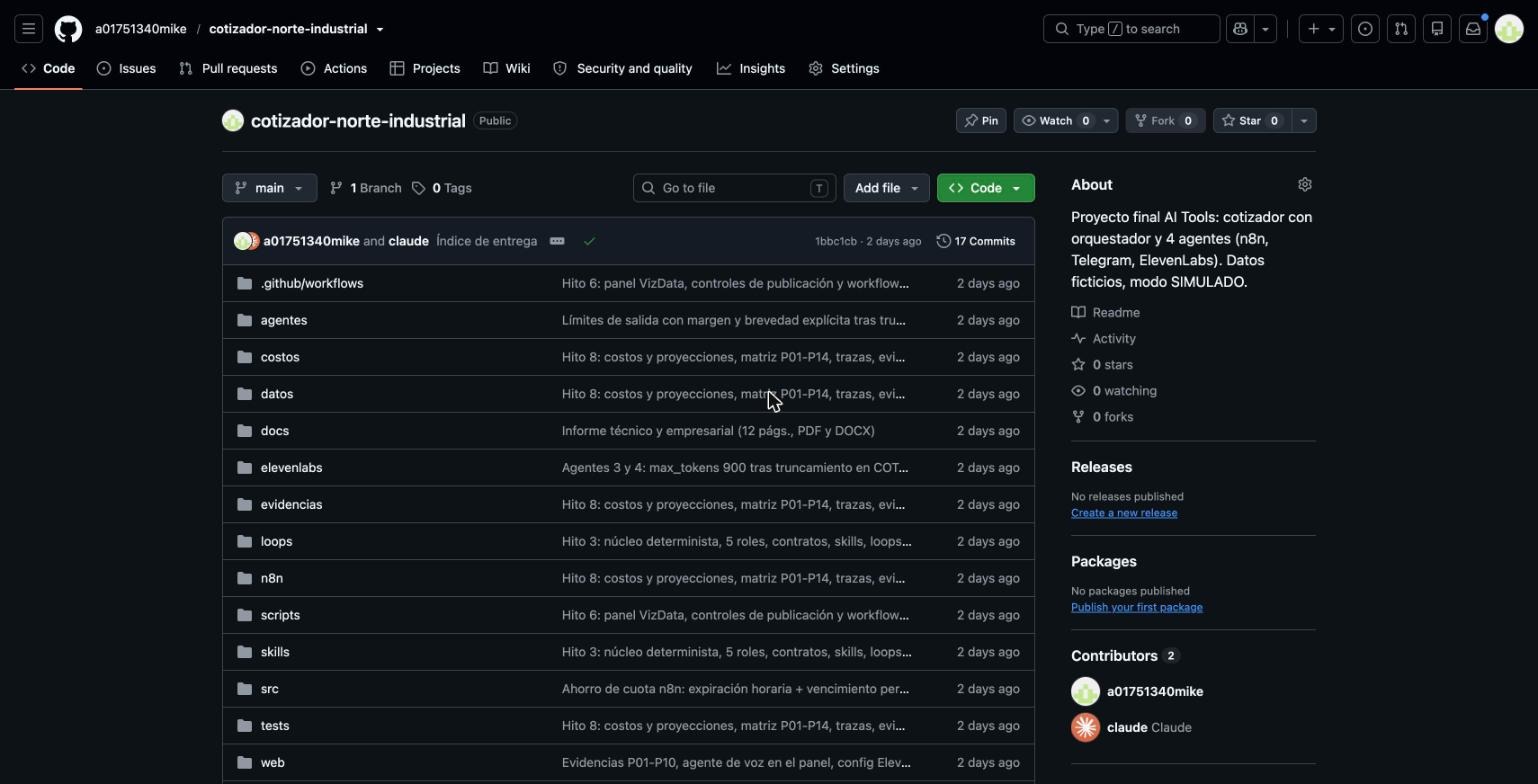 a01751340mike / cotizador-norte-industrial
Type / to search
Code Issues Pull requests Actions Projects Wiki Security and quality Insights Settings
cotizador-norte-industrial Public
Pin Watch 0 Fork 0 Star 0
main 1 Branch 0 Tags Go to file T Add file Code
a01751340mike and claude Índice de entrega 1bbc1cb · 2 days ago 17 Commits
.github/workflows Hito 6: panel VizData, controles de publicación y workflow... 2 days ago
agentes Límites de salida con margen y brevedad explícita tras tru... 2 days ago
costos Hito 8: costos y proyecciones, matriz P01-P14, trazas, evi... 2 days ago
datos Hito 8: costos y proyecciones, matriz P01-P14, trazas, evi... 2 days ago
docs Informe técnico y empresarial (12 págs., PDF y DOCX) 2 days ago
elevenlabs Agentes 3 y 4: max_tokens 900 tras truncamiento en COT... 2 days ago
evidencias Hito 8: costos y proyecciones, matriz P01-P14, trazas, evi... 2 days ago
loops Hito 3: núcleo determinista, 5 roles, contratos, skills, loops... 2 days ago
n8n Hito 8: costos y proyecciones, matriz P01-P14, trazas, evi... 2 days ago
scripts Hito 6: panel VizData, controles de publicación y workflow... 2 days ago
skills Hito 3: núcleo determinista, 5 roles, contratos, skills, loops... 2 days ago
src Ahorro de cuota n8n: expiración horaria + vencimiento per... 2 days ago
tests Hito 8: costos y proyecciones, matriz P01-P14, trazas, evi... 2 days ago
web Evidencias P01-P10, agente de voz en el panel, config Elev... 2 days ago
About
Proyecto final AI Tools: cotizador con
orquestador y 4 agentes (n8n,
Telegram, ElevenLabs). Datos
ficticios, modo SIMULADO.
Readme
Activity
0 stars
0 watching
0 forks
Releases
No releases published
Create a new release
Packages
No packages published
Publish your first package
Contributors 2
a01751340mike
claude Claude